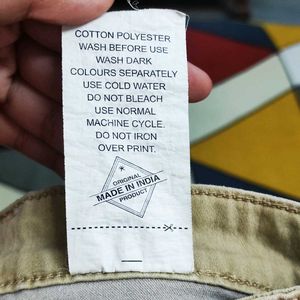 COTTON POLYESTER
WASH BEFORE USE
WASH DARK
COLOURS SEPARATELY
USE COLD WATER
DO NOT BLEACH
USE NORMAL
MACHINE CYCLE.
DO NOT IRON
OVER PRINT.
ORIGINAL
MADE IN INDIA
PRODUCT